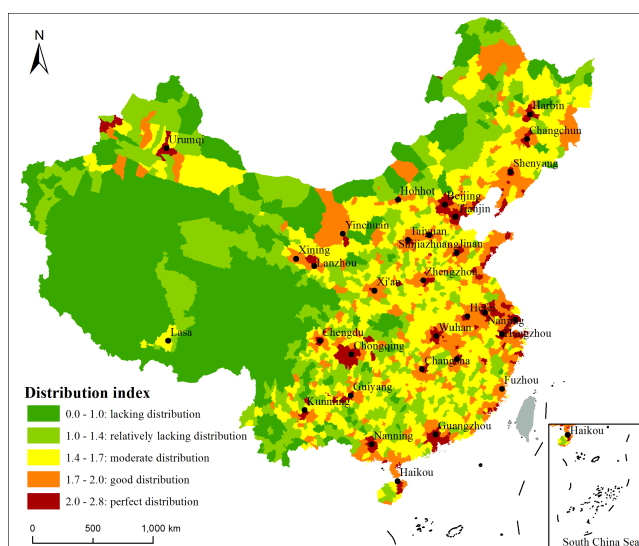 N
Harbin
Changchun
Urumqi
Shenyang
Hohhot
Beijing
Tianjin
Yinchuan
Taiyuan
Shijiazhuang
Jinan
Xining
Lanzhou
Zhengzhou
Xi'an
Hefei
Nanning
Lasa
Chengdu
Wuhan
Hangzhou
Chongqing
Changsha
Guiyang
Fuzhou
Kunming
Nanning
Guangzhou
Haikou
Haikou
Distribution index
0.0 - 1.0: lacking distribution
1.0 - 1.4: relatively lacking distribution
1.4 - 1.7: moderate distribution
1.7 - 2.0: good distribution
2.0 - 2.8: perfect distribution
0 500 1,000 km
South China Sea